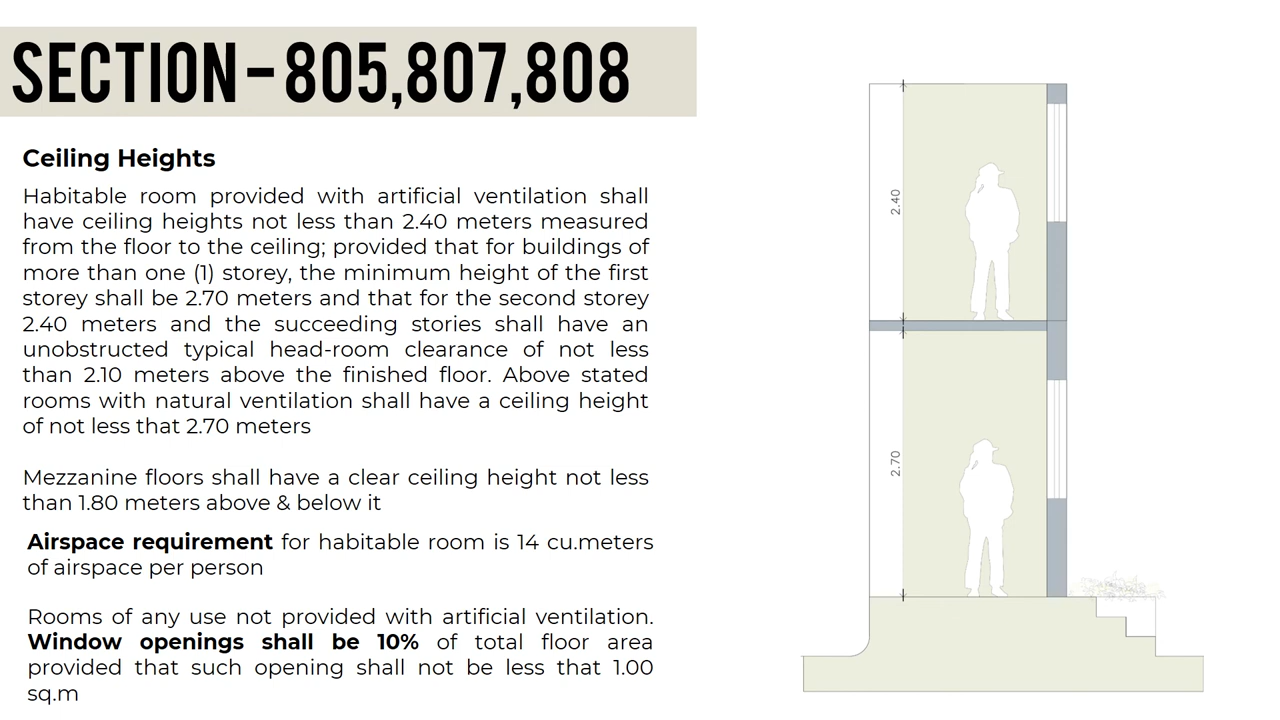 SECTION-805,807,808
Ceiling Heights
Habitable room provided with artificial ventilation shall
have ceiling heights not less than 2.40 meters measured
from the floor to the ceiling; provided that for buildings of
more than one (1) storey, the minimum height of the first
storey shall be 2.70 meters and that for the second storey
2.40 meters and the succeeding stories shall have an
unobstructed typical head-room clearance of not less
than 2.10 meters above the finished floor. Above stated
rooms with natural ventilation shall have a ceiling height
of not less that 2.70 meters
Mezzanine floors shall have a clear ceiling height not less
than 1.80 meters above & below it
Airspace requirement for habitable room is 14 cu.meters
of airspace per person
Rooms of any use not provided with artificial ventilation.
Window openings shall be 10% of total floor area
provided that such opening shall not be less that 1.00
sq.m
2.40
2.70